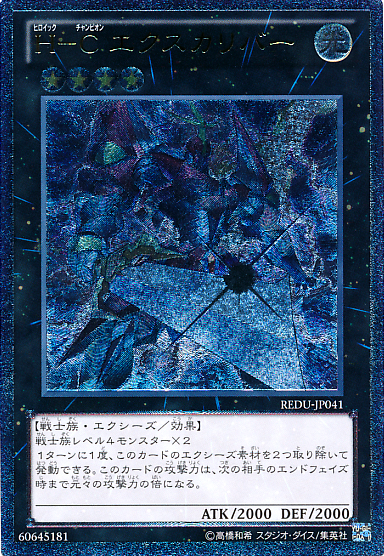 ヒロイック チャンピオン
H-C エクスカリバー
光
REDU-JP041
【戦士族・エクシーズ/効果】
戦士族レベル4モンスター×2
1ターンに1度、このカードのエクシーズ素材を2つ取り除いて
発動できる。このカードの攻撃力は、次の相手のエンドフェイズ
時まで元々の攻撃力の倍になる。
ATK/2000 DEF/2000
60645181
©高橋和希 スタジオ・ダイス/集英社